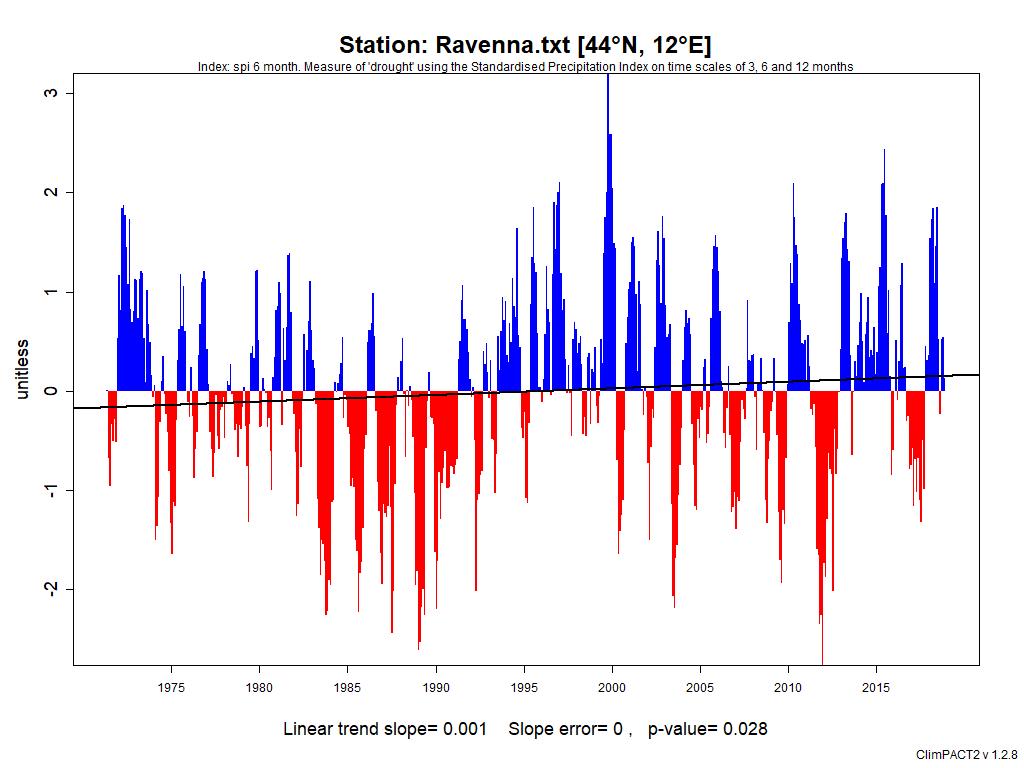 Station: Ravenna.txt [44°N, 12°E]
Index: spi 6 month. Measure of 'drought' using the Standardised Precipitation Index on time scales of 3, 6 and 12 months
unitless
3
2
1
0
-1
-2
1975 1980 1985 1990 1995 2000 2005 2010 2015
Linear trend slope= 0.001 Slope error= 0 , p-value= 0.028
ClimPACT2 v 1.2.8